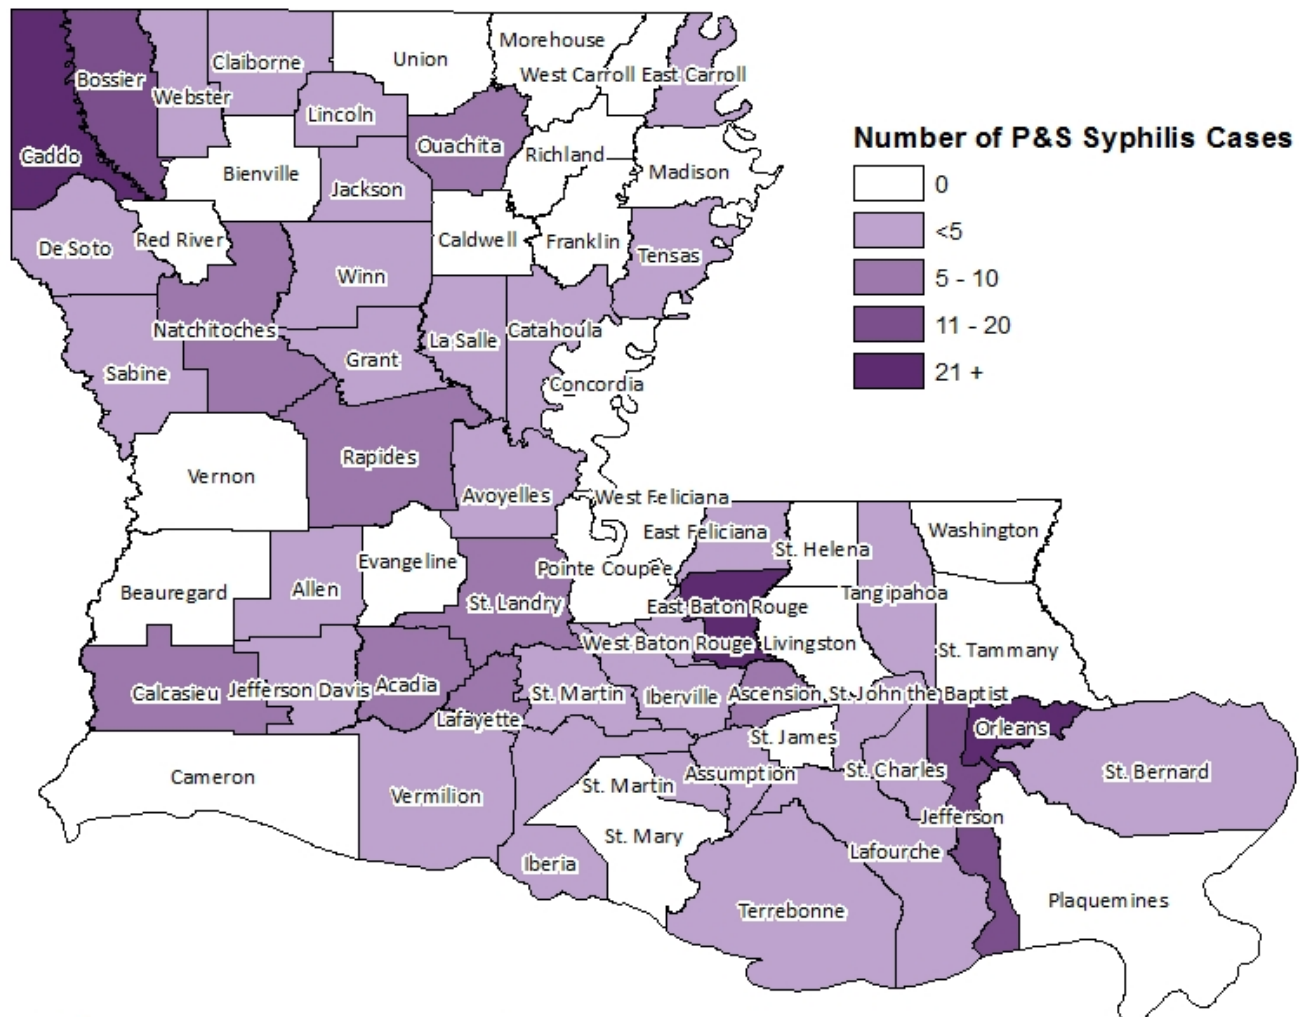 Morehouse
Union
Claiborne
West Carroll
East Carroll
Bossier
Webster
Lincoln
Ouachita
Caddo
Richland
Bienville
Madison
Jackson
Red River
Caldwell
Franklin
De Soto
Tensas
Winn
Natchitoches
Catahoula
La Salle
Grant
Sabine
Concordia
Rapides
Vernon
Avoyelles
West Feliciana
East Feliciana
Washington
St. Helena
Evangeline
Pointe Coupee
Beauregard
Allen
Tangipahoa
St. Landry
East Baton Rouge
West Baton Rouge
Livingston
St. Tammany
Calcasieu
Jefferson Davis
Acadia
St. Martin
Iberville
Ascension
St. John the Baptist
Lafayette
Orleans
St. James
Cameron
Assumption
St. Charles
St. Bernard
St. Martin
Vermilion
Jefferson
St. Mary
Iberia
Lafourche
Terrebonne
Plaquemines
Number of P&S Syphilis Cases
0
<5
5 - 10
11 - 20
21 +